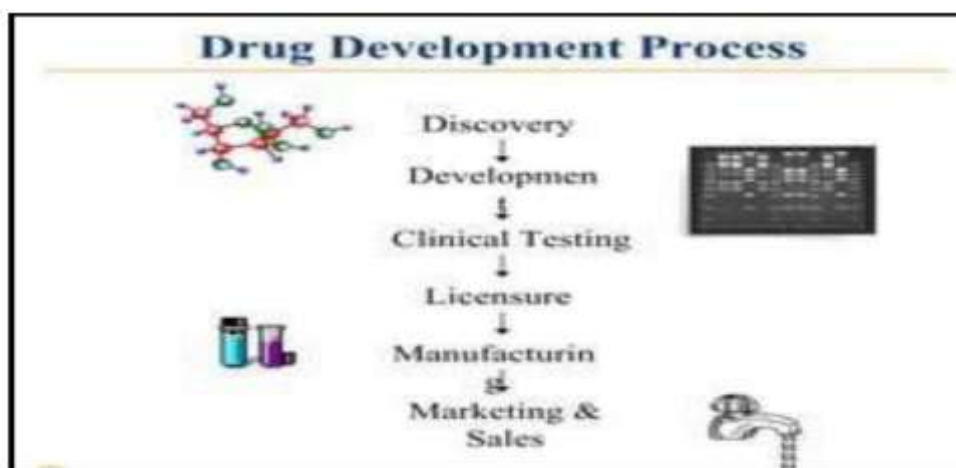 Drug Development Process
Discovery
Developmen
t
Clinical Testing
Licensure
Manufacturin
g
Marketing &
Sales